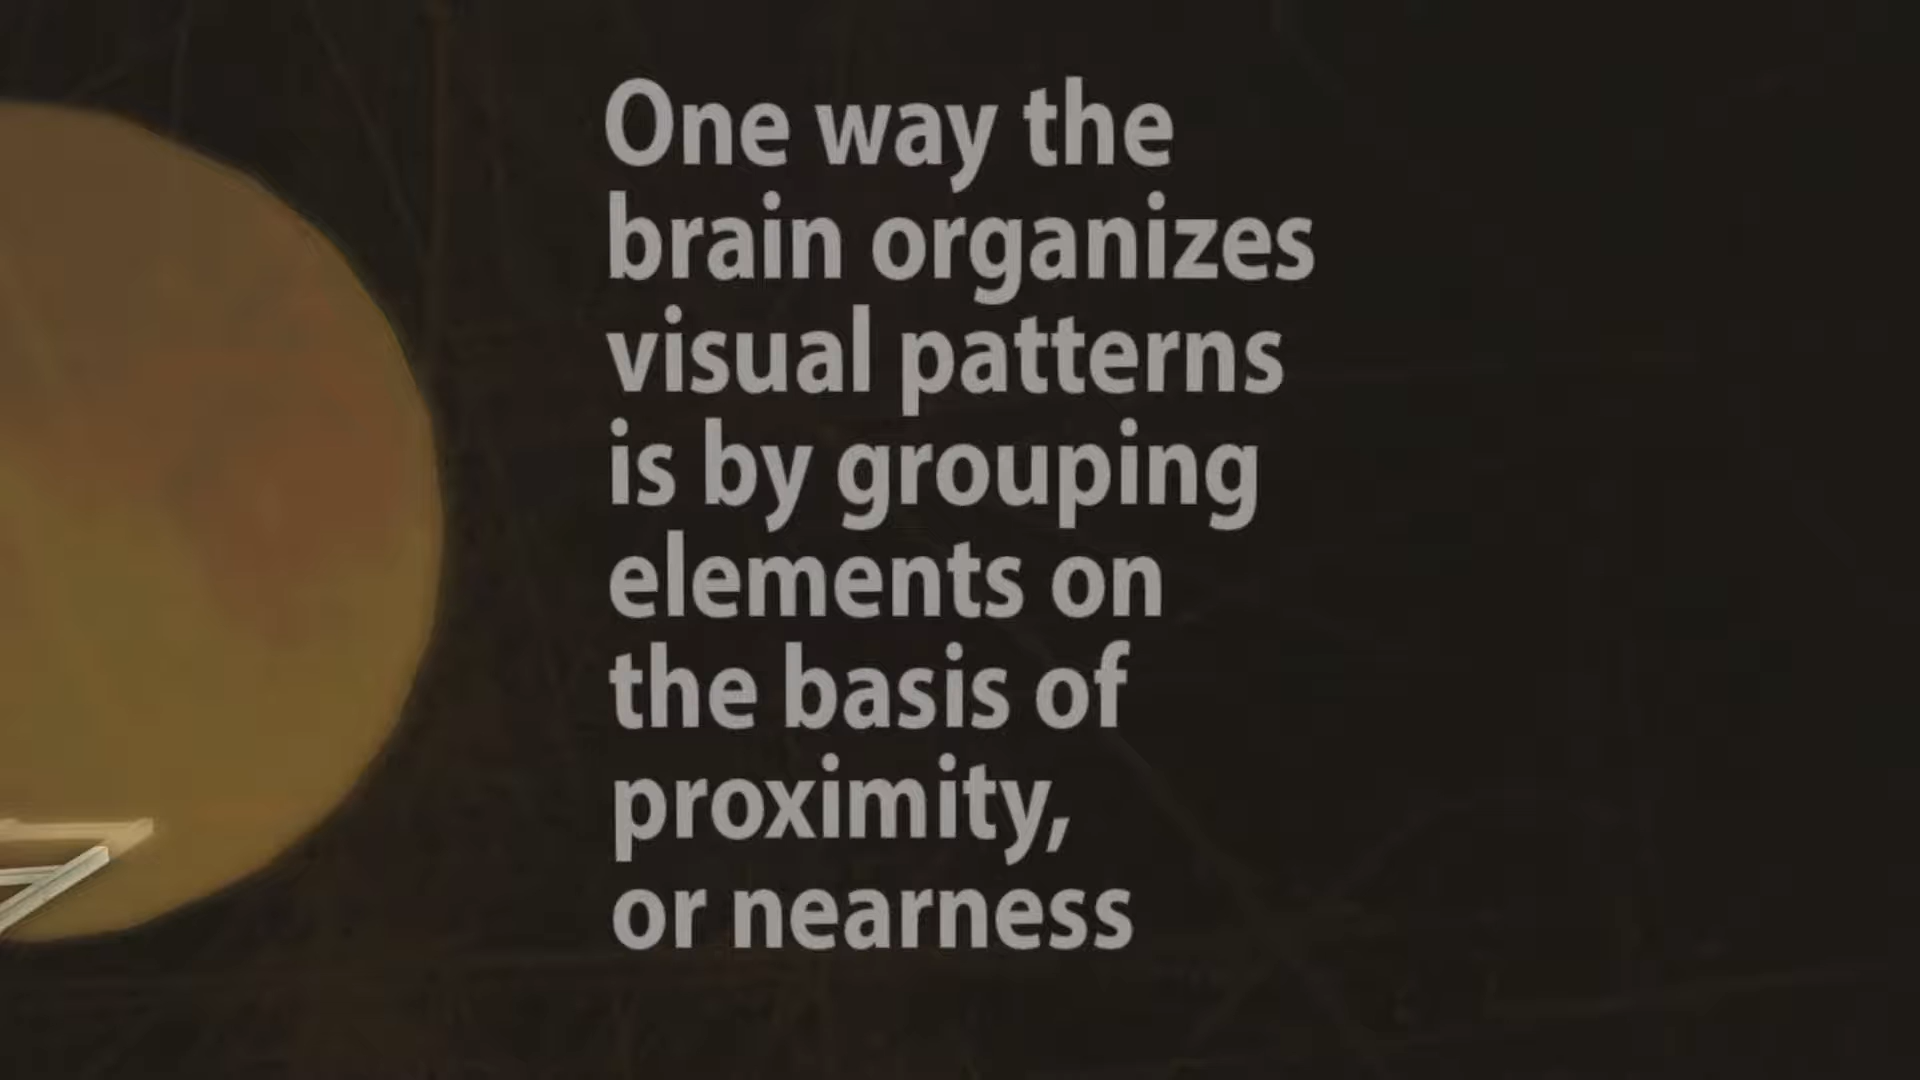 One way the
brain organizes
visual patterns
is by grouping
elements on
the basis of
proximity,
or nearness